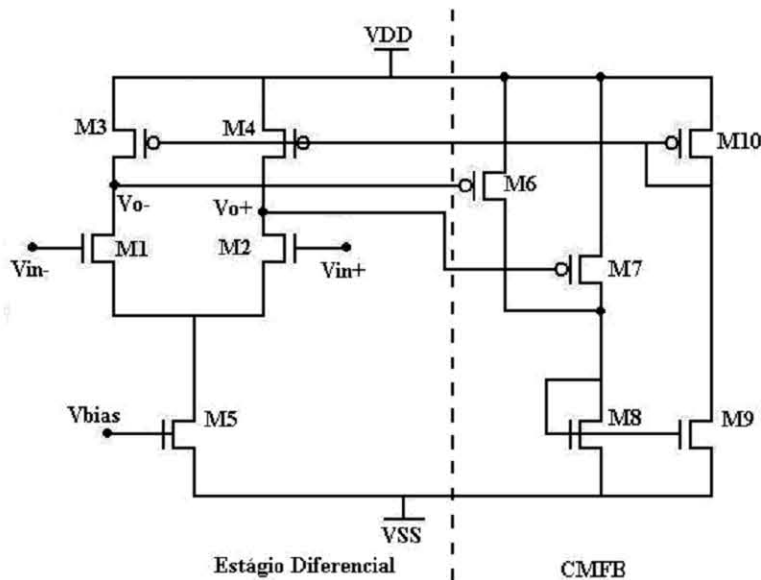 VDD
M3
M4
M10
M6
Vo-
Vo+
M1
M2
Vin-
Vin+
M7
Vbias
M5
M8
M9
VSS
Estágio Diferencial
CMFB